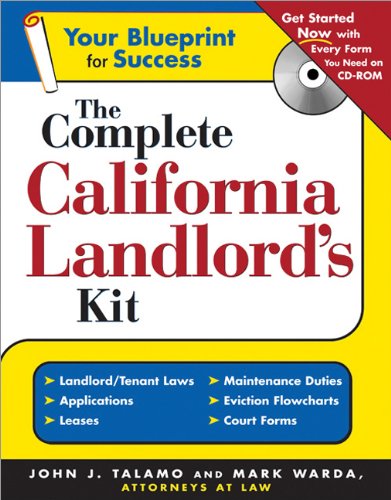 Your Blueprint
for Success
Get Started
Now with
Every Form
You Need on
CD-ROM
The
Complete
California
Landlord's
Kit
➤ Landlord/Tenant Laws
➤ Applications
➤ Leases
➤ Maintenance Duties
➤ Eviction Flowcharts
➤ Court Forms
JOHN J. TALAMO AND MARK WARDA,
ATTORNEYS AT LAW